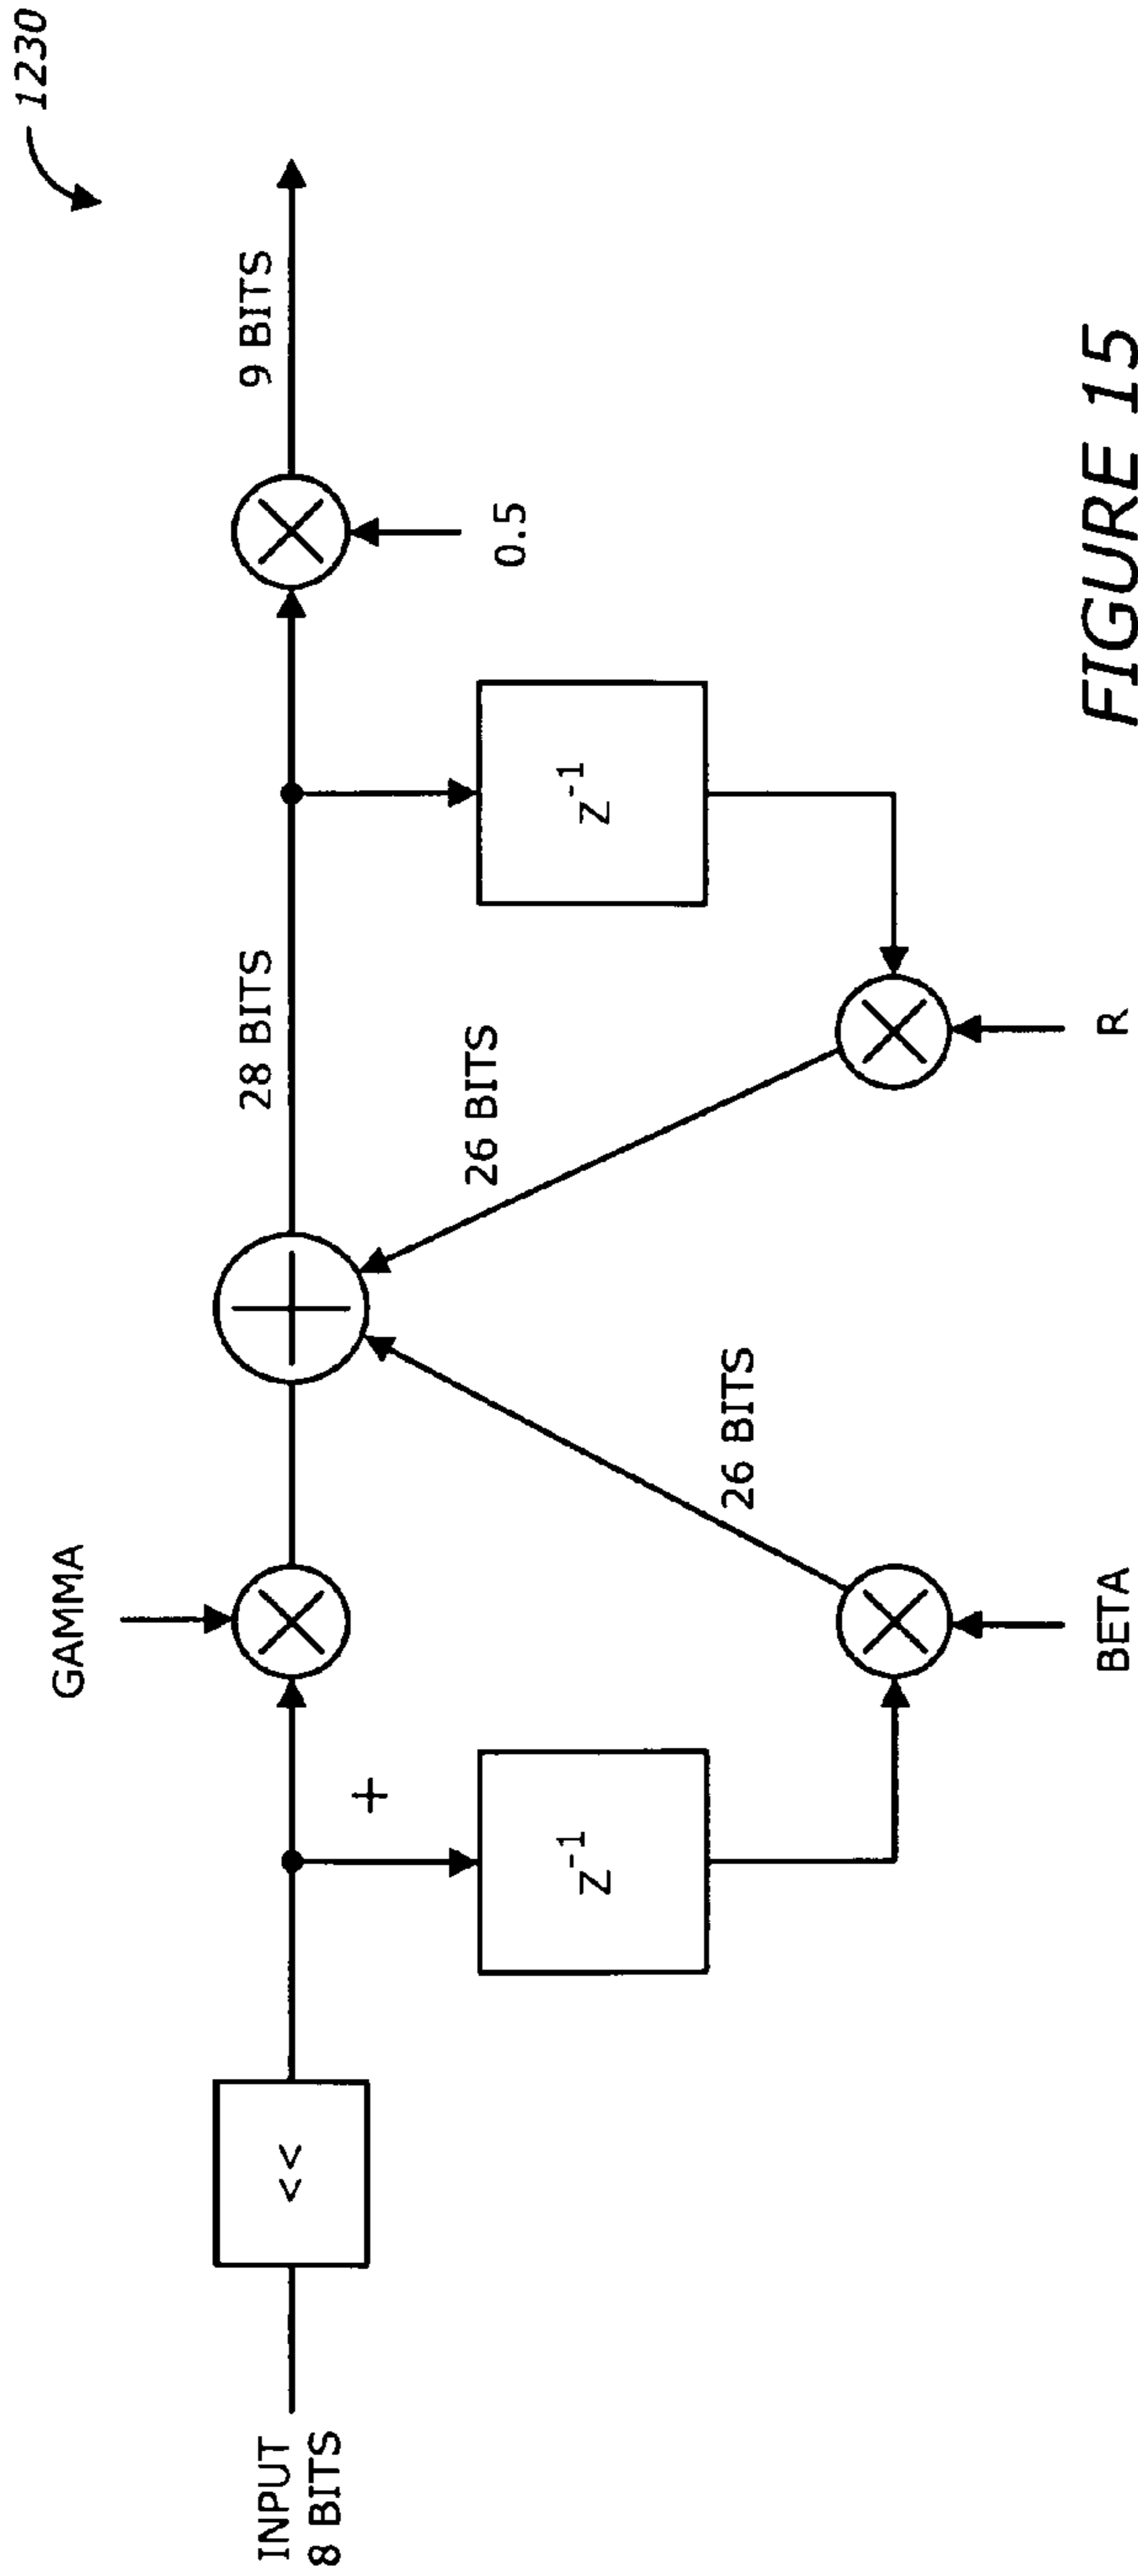 1230
INPUT
8 BITS
<<
+
Z⁻¹
GAMMA
BETA
26 BITS
26 BITS
28 BITS
Z⁻¹
R
0.5
9 BITS
FIGURE 15